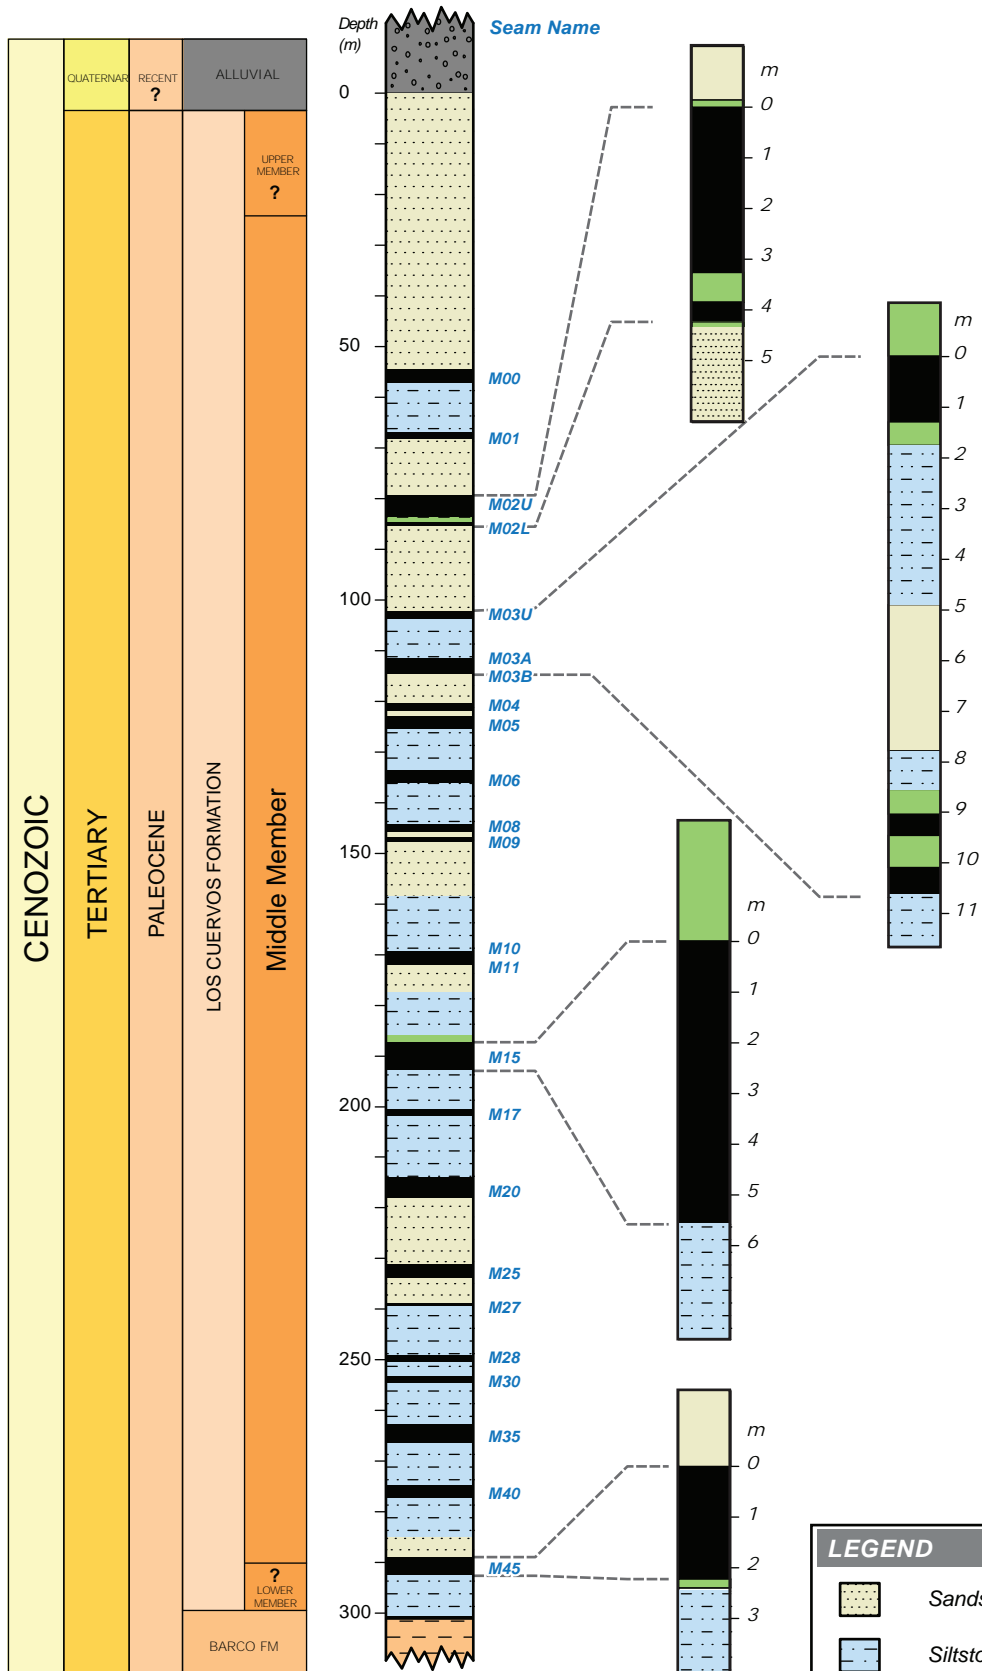 Depth
(m)
Seam Name
QUATERNAR
RECENT
?
ALLUVIAL
UPPER
MEMBER
?
CENOZOIC
TERTIARY
PALEOCENE
LOS CUERVOS FORMATION
Middle Member
?
LOWER
MEMBER
BARCO FM
0
50
100
150
200
250
300
M00
M01
M02U
M02L
M03U
M03A
M03B
M04
M05
M06
M08
M09
M10
M11
M15
M17
M20
M25
M27
M28
M30
M35
M40
M45
m
0
1
2
3
4
5
m
0
1
2
3
4
5
6
7
8
9
10
11
m
0
1
2
3
4
5
6
m
0
1
2
3
LEGEND
Sands
Siltsto